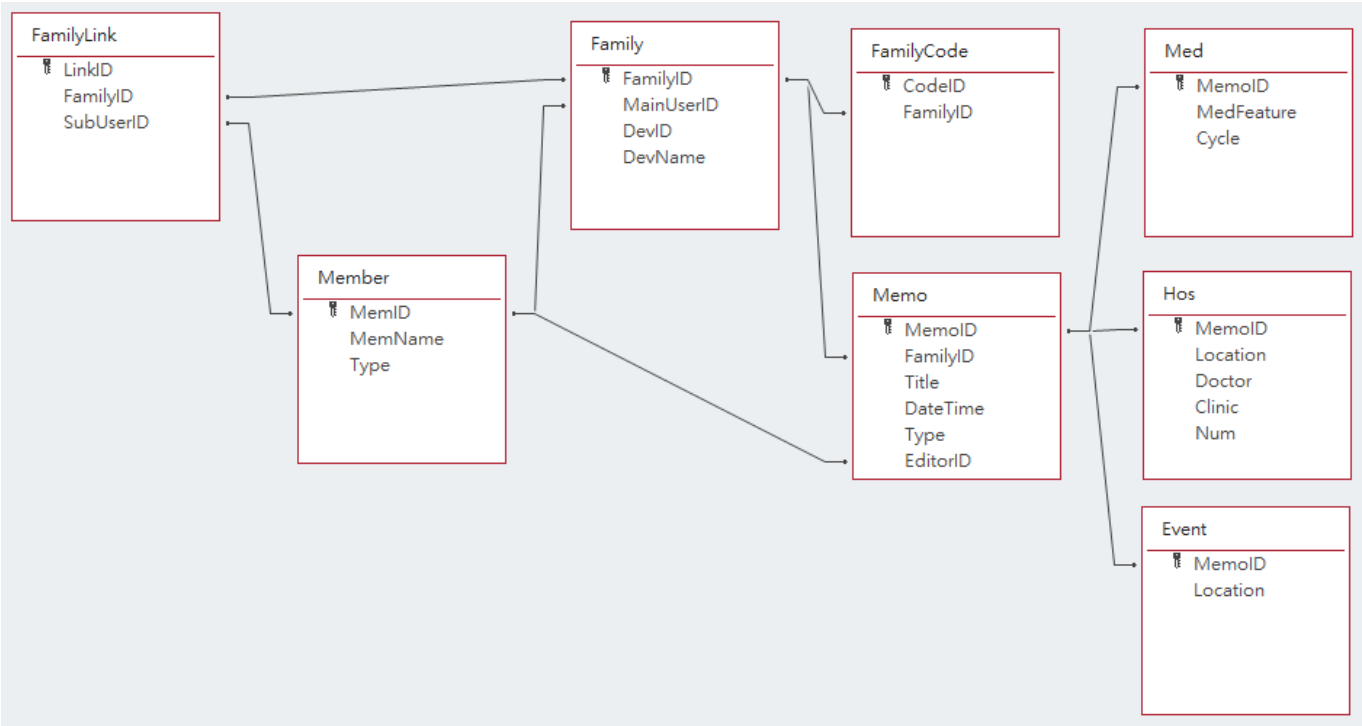 FamilyLink
LinkID
FamilyID
SubUserID
Family
FamilyID
MainUserID
DevID
DevName
FamilyCode
CodeID
FamilyID
Med
MemoID
MedFeature
Cycle
Member
MemID
MemName
Type
Memo
MemoID
FamilyID
Title
DateTime
Type
EditorID
Hos
MemoID
Location
Doctor
Clinic
Num
Event
MemoID
Location